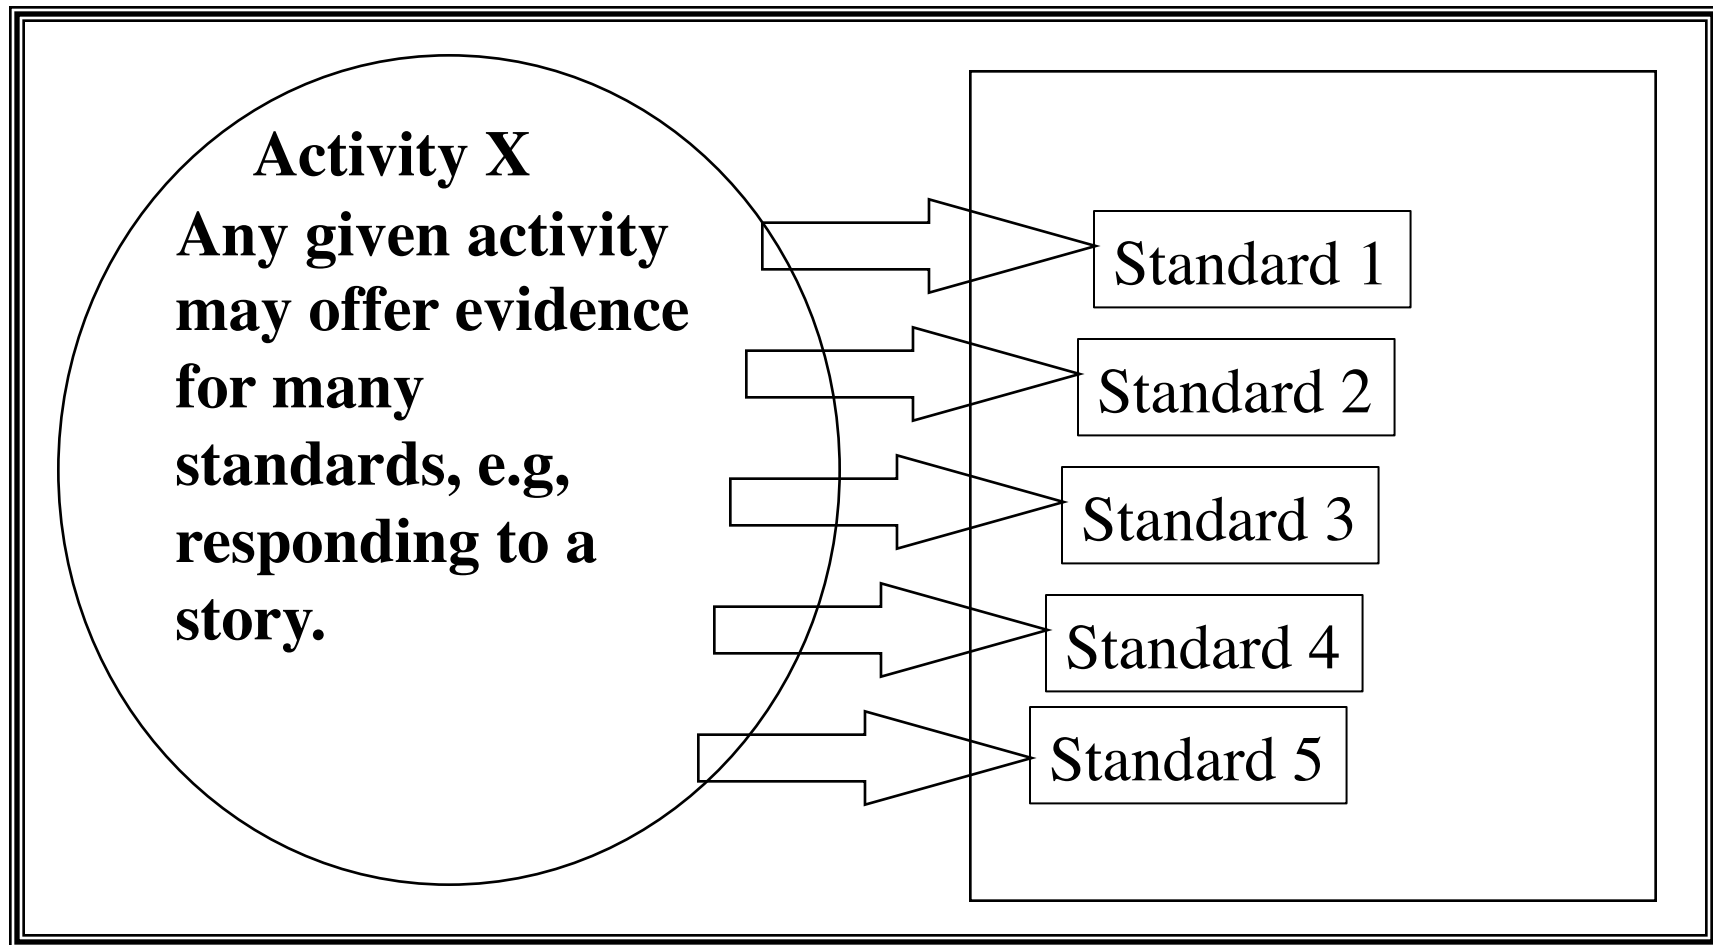 Activity X
Any given activity
may offer evidence
for many
standards, e.g,
responding to a
story.
Standard 1
Standard 2
Standard 3
Standard 4
Standard 5